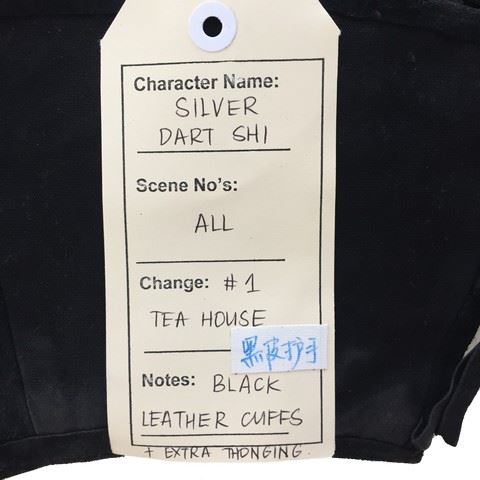 Character Name:
SILVER
DART SHI
Scene No's:
ALL
Change: #1
TEA HOUSE
黑皮护手
Notes: BLACK
LEATHER CUFFS
+ EXTRA THONGING.